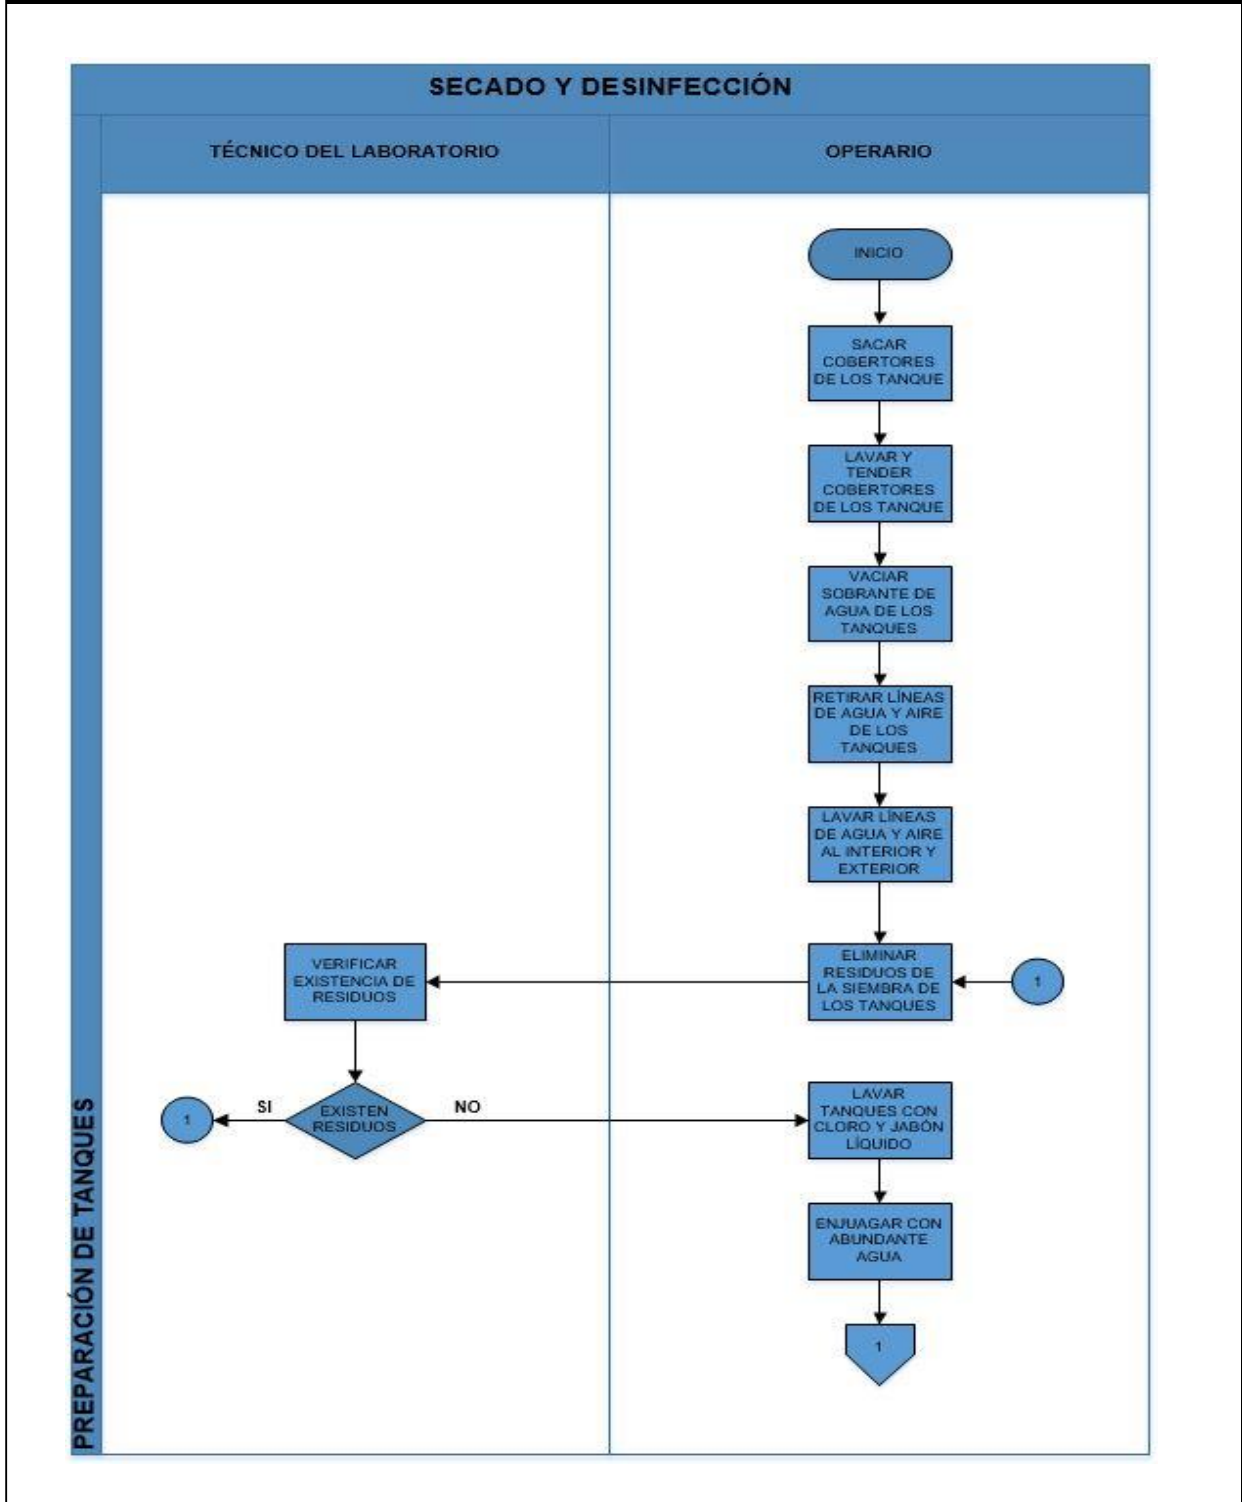 SECADO Y DESINFECCIÓN
TÉCNICO DEL LABORATORIO
OPERARIO
PREPARACIÓN DE TANQUES
INICIO
SACAR
COBERTORES
DE LOS TANQUE
LAVAR Y
TENDER
COBERTORES
DE LOS TANQUE
VACIAR
SOBRANTE DE
AGUA DE LOS
TANQUES
RETIRAR LÍNEAS
DE AGUA Y AIRE
DE LOS
TANQUES
LAVAR LÍNEAS
DE AGUA Y AIRE
AL INTERIOR Y
EXTERIOR
ELIMINAR
RESIDUOS DE
LA SIEMBRA DE
LOS TANQUES
1
VERIFICAR
EXISTENCIA DE
RESIDUOS
EXISTEN
RESIDUOS
SI
1
NO
LAVAR
TANQUES CON
CLORO Y JABÓN
LÍQUIDO
ENJUAGAR CON
ABUNDANTE
AGUA
1